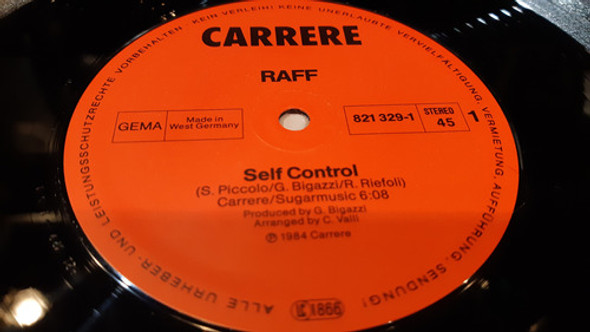 ALLE URHEBER- UND LEISTUNGSSCHUTZRECHTE VORBEHALTEN · KEIN VERLEIH! KEINE UNERLAUBTE VERVIELFÄLTIGUNG, VERMIETUNG, AUFFÜHRUNG, SENDUNG!
CARRERE
RAFF
GEMA
Made in
West Germany
821 329-1
STEREO
45
1
Self Control
(S. Piccolo/G. Bigazzi/R. Riefoli)
Carrere/Sugarmusic 6:08
Produced by G. Bigazzi
Arranged by C. Valli
℗ 1984 Carrere
LC 1866